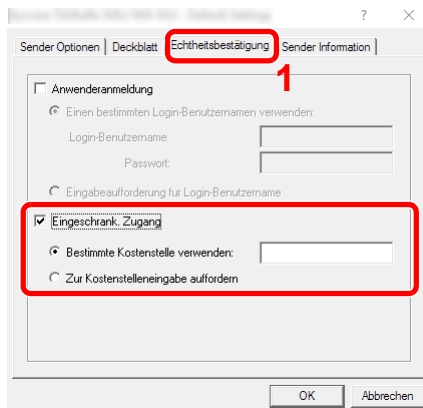 Sender Optionen Deckblatt Echtheitsbestätigung Sender Information
1
Anwenderanmeldung
Einen bestimmten Login-Benutzernamen verwenden:
Login-Benutzername:
Passwort:
Eingabeaufforderung fur Login-Benutzername
Eingeschrank. Zugang
Bestimmte Kostenstelle verwenden:
Zur Kostenstelleneingabe auffordern
OK Abbrechen